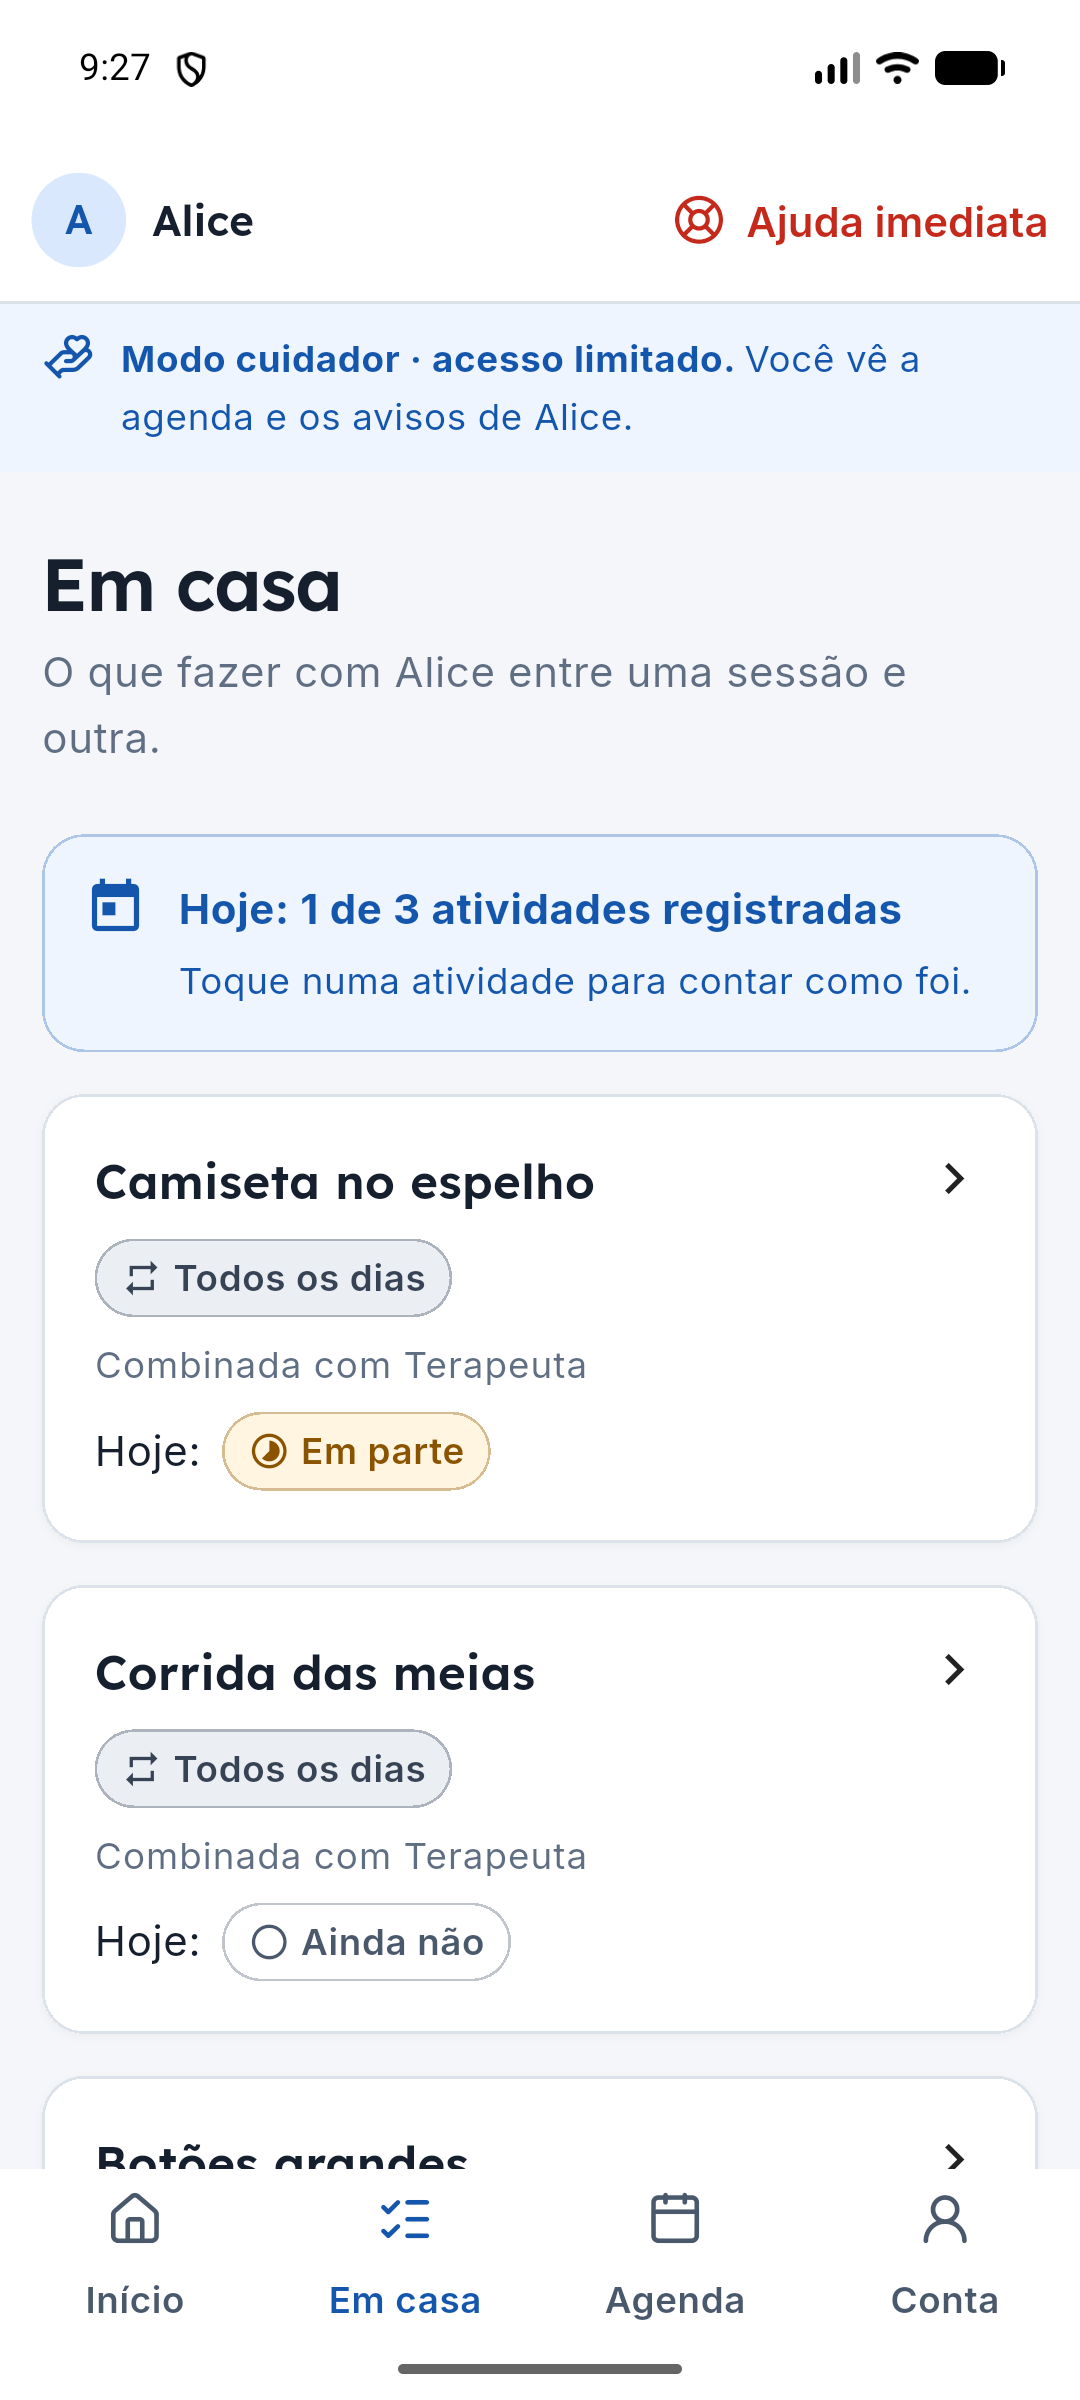 9:27
A
Alice
Ajuda imediata
Modo cuidador · acesso limitado. Você vê a
agenda e os avisos de Alice.
Em casa
O que fazer com Alice entre uma sessão e
outra.
Hoje: 1 de 3 atividades registradas
Toque numa atividade para contar como foi.
Camiseta no espelho
Todos os dias
Combinada com Terapeuta
Hoje: Em parte
Corrida das meias
Todos os dias
Combinada com Terapeuta
Hoje: Ainda não
Botões grandes
Início
Em casa
Agenda
Conta